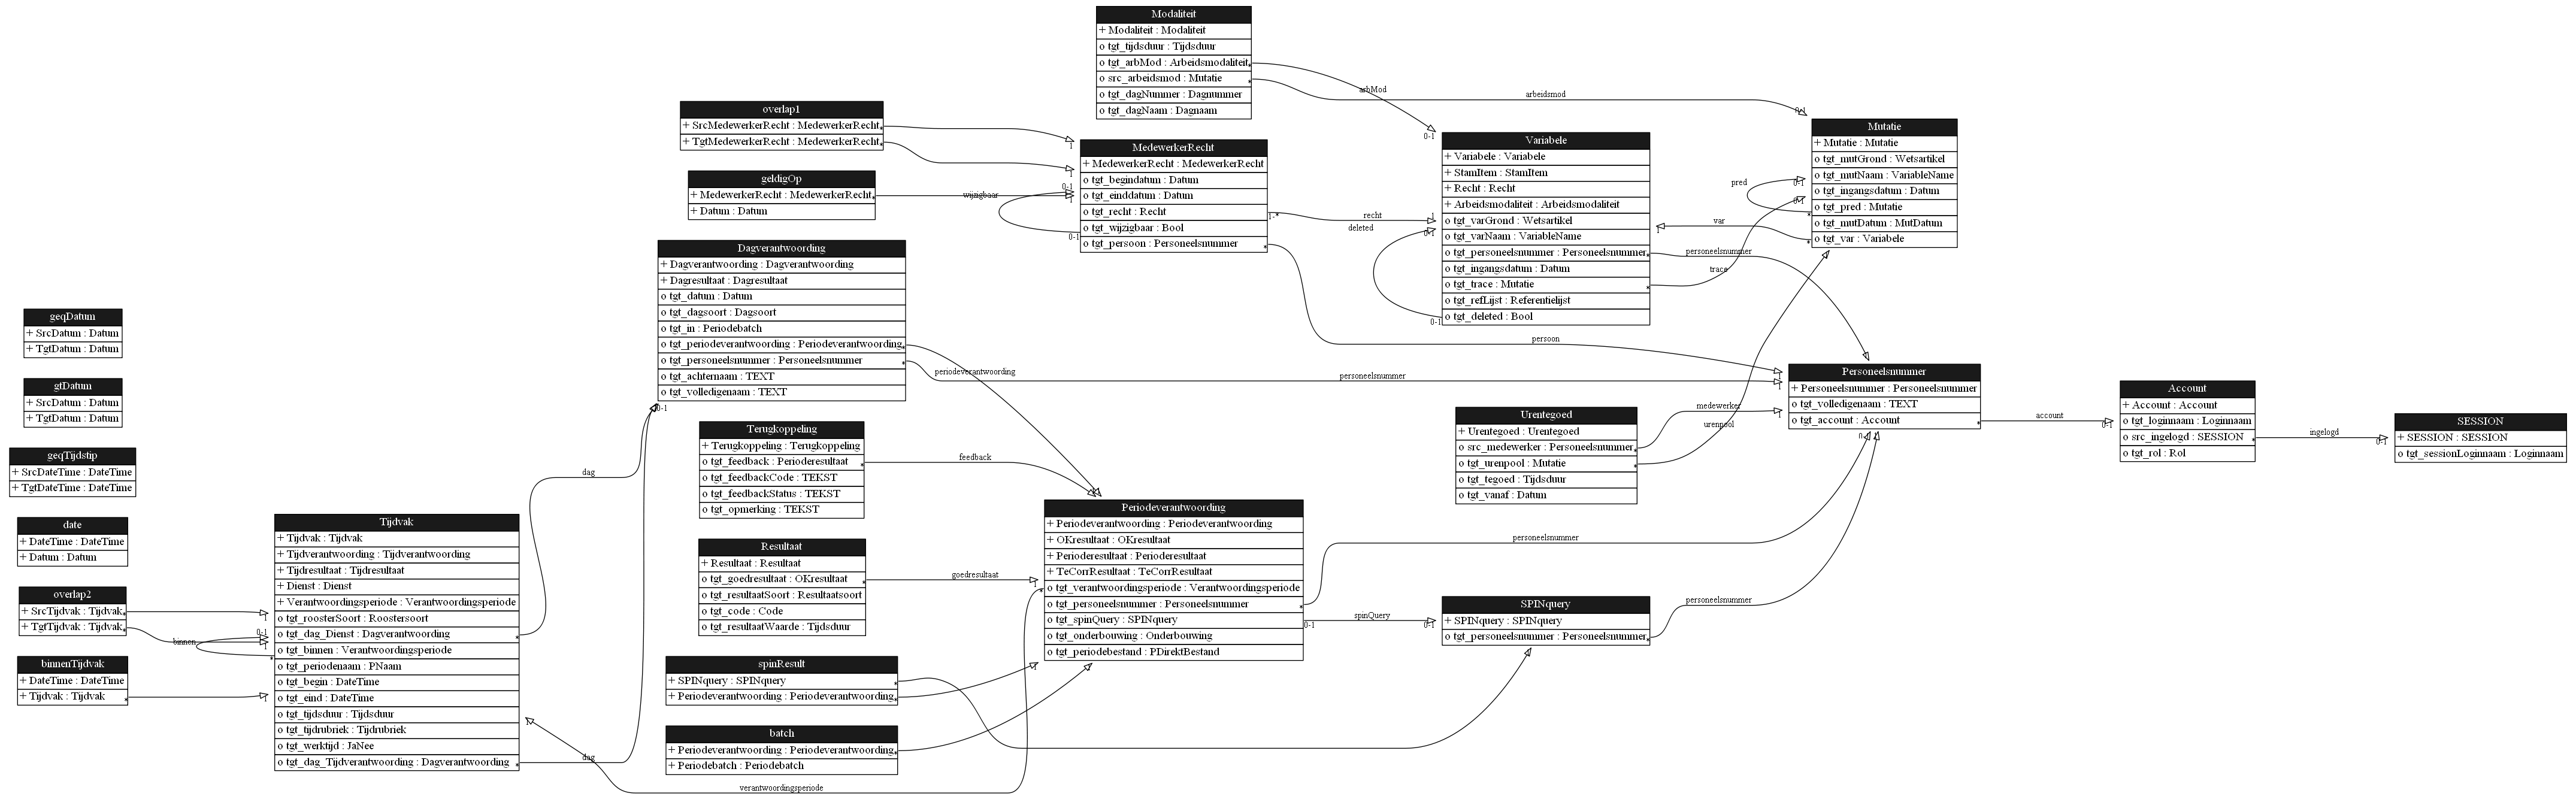 geqDatum
+ SrcDatum : Datum
+ TgtDatum : Datum
gtDatum
+ SrcDatum : Datum
+ TgtDatum : Datum
geqTijdstip
+ SrcDateTime : DateTime
+ TgtDateTime : DateTime
date
+ DateTime : DateTime
+ Datum : Datum
overlap2
+ SrcTijdvak : Tijdvak
+ TgtTijdvak : Tijdvak
binnenTijdvak
+ DateTime : DateTime
+ Tijdvak : Tijdvak
Tijdvak
+ Tijdvak : Tijdvak
+ Tijdverantwoording : Tijdverantwoording
+ Tijdresultaat : Tijdresultaat
+ Dienst : Dienst
+ Verantwoordingsperiode : Verantwoordingsperiode
o tgt_roosterSoort : Roostersoort
o tgt_dag_Dienst : Dagverantwoording
o tgt_binnen : Verantwoordingsperiode
o tgt_periodenaam : PNaam
o tgt_begin : DateTime
o tgt_eind : DateTime
o tgt_tijdsduur : Tijdsduur
o tgt_tijdrubriek : Tijdrubriek
o tgt_werktijd : JaNee
o tgt_dag_Tijdverantwoording : Dagverantwoording
binnen
dag
dag
overlap1
+ SrcMedewerkerRecht : MedewerkerRecht
+ TgtMedewerkerRecht : MedewerkerRecht
geldigOp
+ MedewerkerRecht : MedewerkerRecht
+ Datum : Datum
Dagverantwoording
+ Dagverantwoording : Dagverantwoording
+ Dagresultaat : Dagresultaat
o tgt_datum : Datum
o tgt_dagsoort : Dagsoort
o tgt_in : Periodebatch
o tgt_periodeverantwoording : Periodeverantwoording
o tgt_personeelsnummer : Personeelsnummer
o tgt_achternaam : TEXT
o tgt_volledigenaam : TEXT
Terugkoppeling
+ Terugkoppeling : Terugkoppeling
o tgt_feedback : Perioderesultaat
o tgt_feedbackCode : TEKST
o tgt_feedbackStatus : TEKST
o tgt_opmerking : TEKST
Resultaat
+ Resultaat : Resultaat
o tgt_goedresultaat : OKresultaat
o tgt_resultaatSoort : Resultaatsoort
o tgt_code : Code
o tgt_resultaatWaarde : Tijdsduur
spinResult
+ SPINquery : SPINquery
+ Periodeverantwoording : Periodeverantwoording
batch
+ Periodeverantwoording : Periodeverantwoording
+ Periodebatch : Periodebatch
periodeverantwoording
personeelsnummer
feedback
goedresultaat
verantwoordingsperiode
wijzigbaar
Modaliteit
+ Modaliteit : Modaliteit
o tgt_tijdsduur : Tijdsduur
o tgt_arbMod : Arbeidsmodaliteit
o src_arbeidsmod : Mutatie
o tgt_dagNummer : Dagnummer
o tgt_dagNaam : Dagnaam
MedewerkerRecht
+ MedewerkerRecht : MedewerkerRecht
o tgt_begindatum : Datum
o tgt_einddatum : Datum
o tgt_recht : Recht
o tgt_wijzigbaar : Bool
o tgt_persoon : Personeelsnummer
Periodeverantwoording
+ Periodeverantwoording : Periodeverantwoording
+ OKresultaat : OKresultaat
+ Perioderesultaat : Perioderesultaat
+ TeCorrResultaat : TeCorrResultaat
o tgt_verantwoordingsperiode : Verantwoordingsperiode
o tgt_personeelsnummer : Personeelsnummer
o tgt_spinQuery : SPINquery
o tgt_onderbouwing : Onderbouwing
o tgt_periodebestand : PDirektBestand
arbMod
arbeidsmod
recht
deleted
persoon
personeelsnummer
spinQuery
Variabele
+ Variabele : Variabele
+ StamItem : StamItem
+ Recht : Recht
+ Arbeidsmodaliteit : Arbeidsmodaliteit
o tgt_varGrond : Wetsartikel
o tgt_varNaam : VariableName
o tgt_personeelsnummer : Personeelsnummer
o tgt_ingangsdatum : Datum
o tgt_trace : Mutatie
o tgt_refLijst : Referentielijst
o tgt_deleted : Bool
Urentegoed
+ Urentegoed : Urentegoed
o src_medewerker : Personeelsnummer
o tgt_urenpool : Mutatie
o tgt_tegoed : Tijdsduur
o tgt_vanaf : Datum
SPINquery
+ SPINquery : SPINquery
o tgt_personeelsnummer : Personeelsnummer
pred
var
personeelsnummer
trace
medewerker
urenpool
personeelsnummer
Mutatie
+ Mutatie : Mutatie
o tgt_mutGrond : Wetsartikel
o tgt_mutNaam : VariableName
o tgt_ingangsdatum : Datum
o tgt_pred : Mutatie
o tgt_mutDatum : MutDatum
o tgt_var : Variabele
Personeelsnummer
+ Personeelsnummer : Personeelsnummer
o tgt_volledigenaam : TEXT
o tgt_account : Account
account
Account
+ Account : Account
o tgt_loginnaam : Loginnaam
o src_ingelogd : SESSION
o tgt_rol : Rol
ingelogd
SESSION
+ SESSION : SESSION
o tgt_sessionLoginnaam : Loginnaam